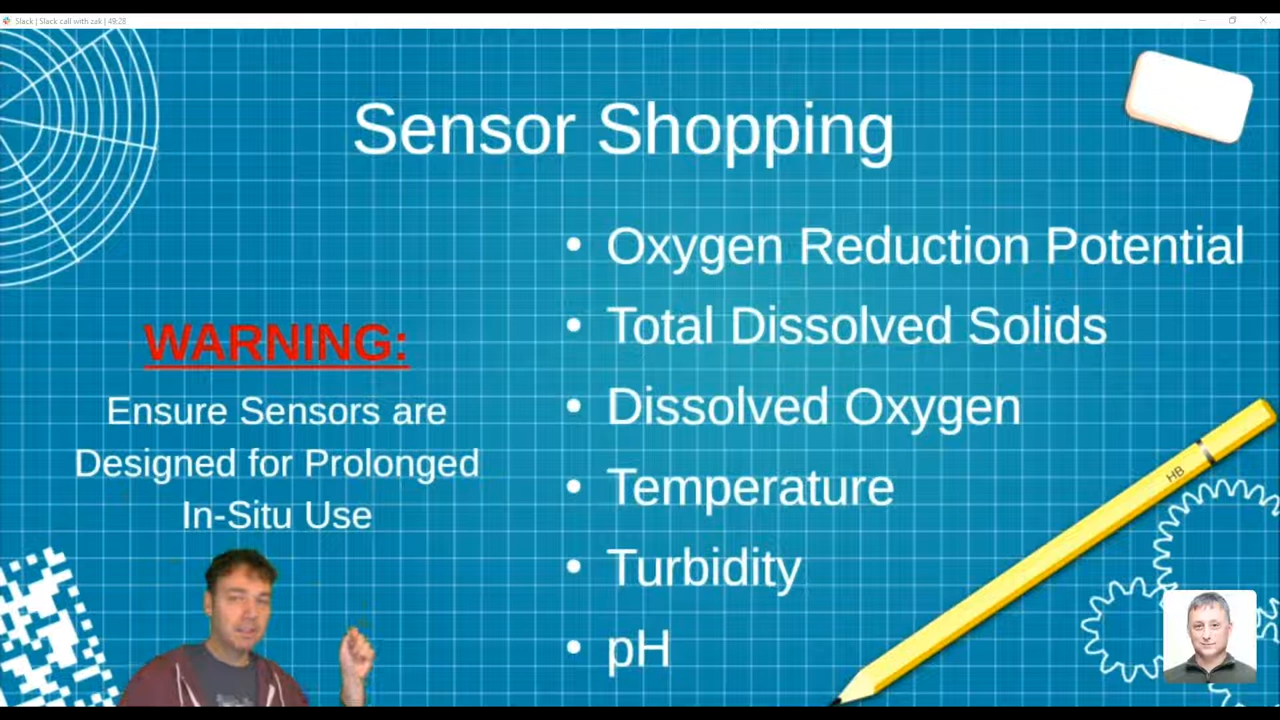 Slack | Slack call with zak | 49:28
Sensor Shopping
WARNING:
Ensure Sensors are
Designed for Prolonged
In-Situ Use
• Oxygen Reduction Potential
• Total Dissolved Solids
• Dissolved Oxygen
• Temperature
• Turbidity
• pH
HB